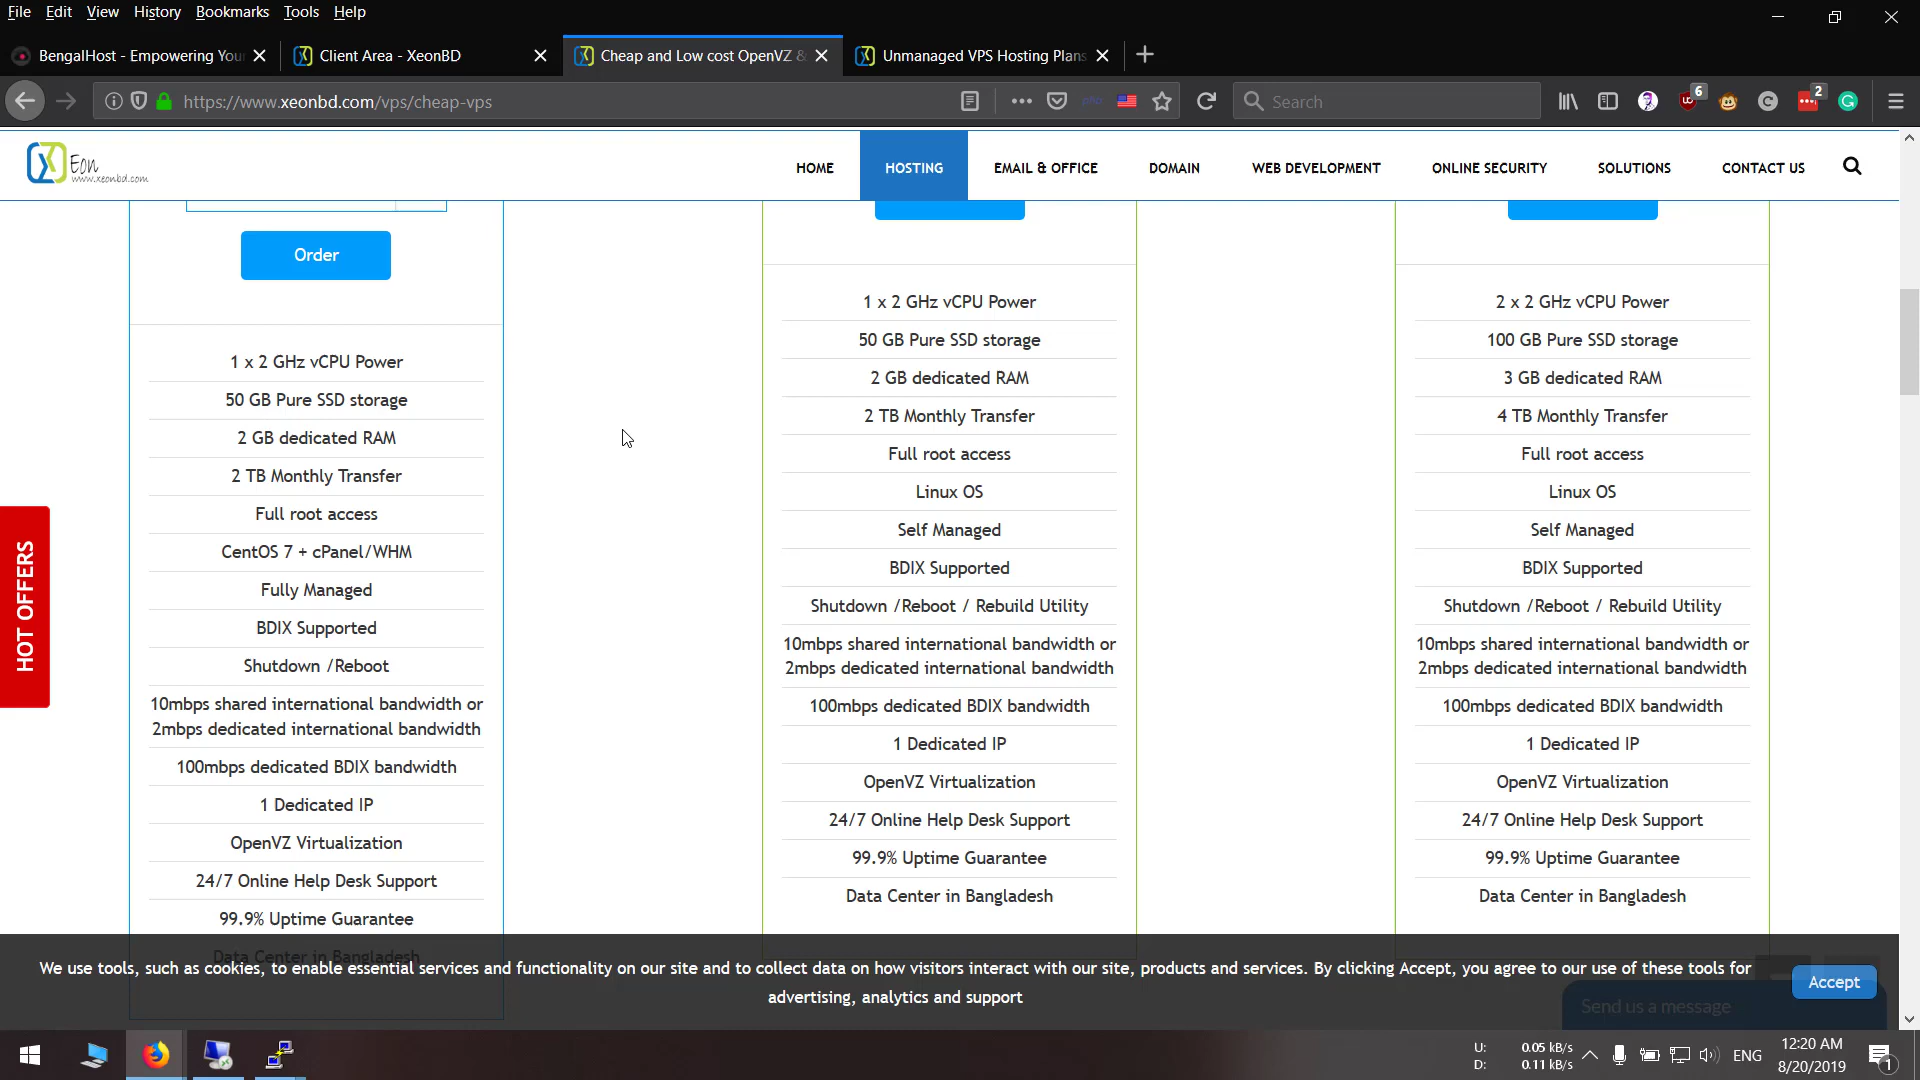 File Edit View History Bookmarks Tools Help
BengalHost - Empowering You
Client Area - XeonBD
Cheap and Low cost OpenVZ &
Unmanaged VPS Hosting Plans
https://www.xeonbd.com/vps/cheap-vps
Search
6
2
Eon
www.xeonbd.com
HOME
HOSTING
EMAIL & OFFICE
DOMAIN
WEB DEVELOPMENT
ONLINE SECURITY
SOLUTIONS
CONTACT US
HOT OFFERS
Order
1 x 2 GHz vCPU Power
50 GB Pure SSD storage
2 GB dedicated RAM
2 TB Monthly Transfer
Full root access
CentOS 7 + cPanel/WHM
Fully Managed
BDIX Supported
Shutdown /Reboot
10mbps shared international bandwidth or
2mbps dedicated international bandwidth
100mbps dedicated BDIX bandwidth
1 Dedicated IP
OpenVZ Virtualization
24/7 Online Help Desk Support
99.9% Uptime Guarantee
Data Center in Bangladesh
1 x 2 GHz vCPU Power
50 GB Pure SSD storage
2 GB dedicated RAM
2 TB Monthly Transfer
Full root access
Linux OS
Self Managed
BDIX Supported
Shutdown /Reboot / Rebuild Utility
10mbps shared international bandwidth or
2mbps dedicated international bandwidth
100mbps dedicated BDIX bandwidth
1 Dedicated IP
OpenVZ Virtualization
24/7 Online Help Desk Support
99.9% Uptime Guarantee
Data Center in Bangladesh
2 x 2 GHz vCPU Power
100 GB Pure SSD storage
3 GB dedicated RAM
4 TB Monthly Transfer
Full root access
Linux OS
Self Managed
BDIX Supported
Shutdown /Reboot / Rebuild Utility
10mbps shared international bandwidth or
2mbps dedicated international bandwidth
100mbps dedicated BDIX bandwidth
1 Dedicated IP
OpenVZ Virtualization
24/7 Online Help Desk Support
99.9% Uptime Guarantee
Data Center in Bangladesh
We use tools, such as cookies, to enable essential services and functionality on our site and to collect data on how visitors interact with our site, products and services. By clicking Accept, you agree to our use of these tools for
advertising, analytics and support
Accept
Send us a message
U: 0.05 kB/s
D: 0.11 kB/s
ENG
12:20 AM
8/20/2019
1